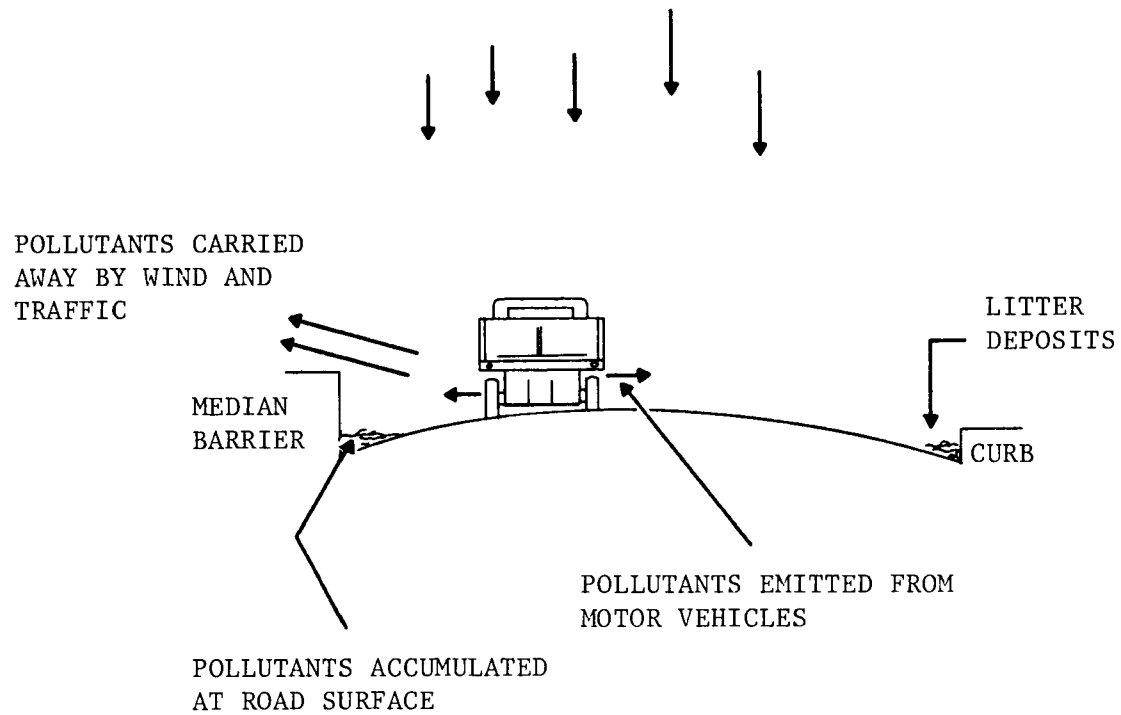 POLLUTANTS CARRIED
AWAY BY WIND AND
TRAFFIC
LITTER
DEPOSITS
MEDIAN
BARRIER
CURB
POLLUTANTS EMITTED FROM
MOTOR VEHICLES
POLLUTANTS ACCUMULATED
AT ROAD SURFACE